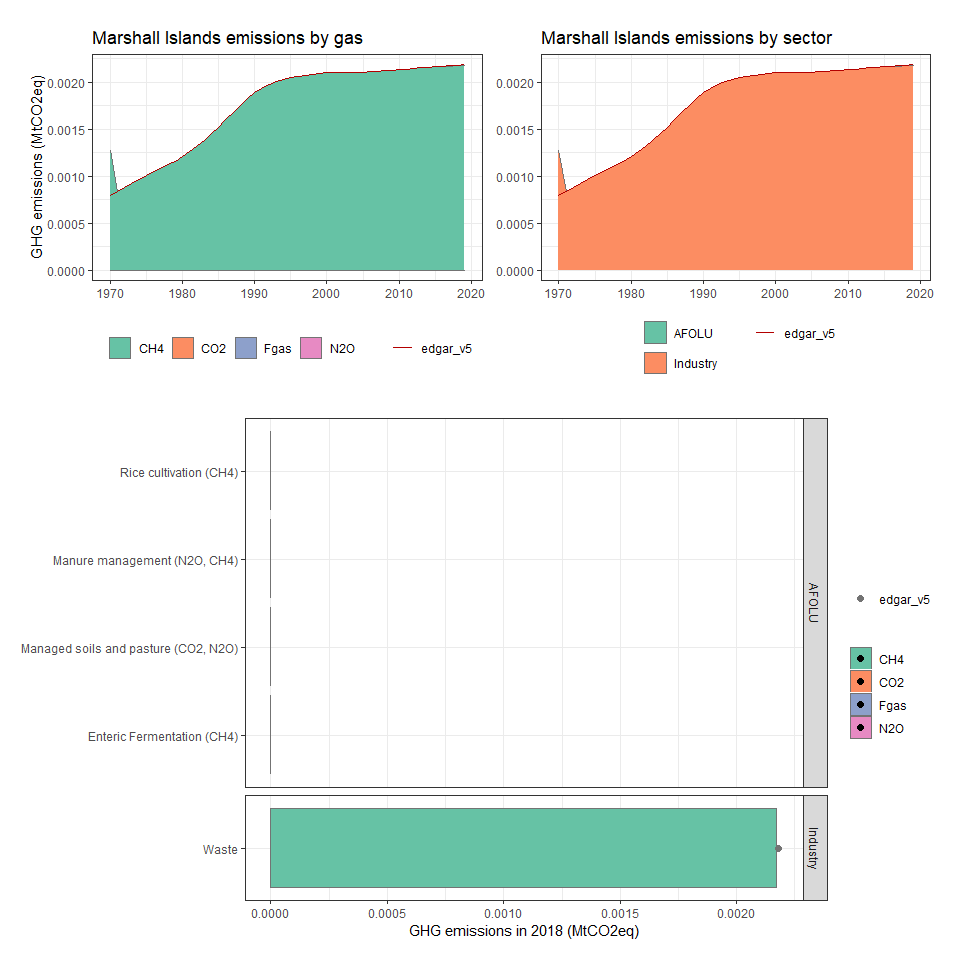 Marshall Islands emissions by gas
GHG emissions (MtCO2eq)
0.0020
0.0015
0.0010
0.0005
0.0000
1970 1980 1990 2000 2010 2020
CH4 CO2 Fgas N2O edgar_v5
Marshall Islands emissions by sector
0.0020
0.0015
0.0010
0.0005
0.0000
1970 1980 1990 2000 2010 2020
AFOLU edgar_v5
Industry
Rice cultivation (CH4)
Manure management (N2O, CH4)
Managed soils and pasture (CO2, N2O)
Enteric Fermentation (CH4)
AFOLU
Waste
Industry
0.0000 0.0005 0.0010 0.0015 0.0020
GHG emissions in 2018 (MtCO2eq)
edgar_v5
CH4
CO2
Fgas
N2O